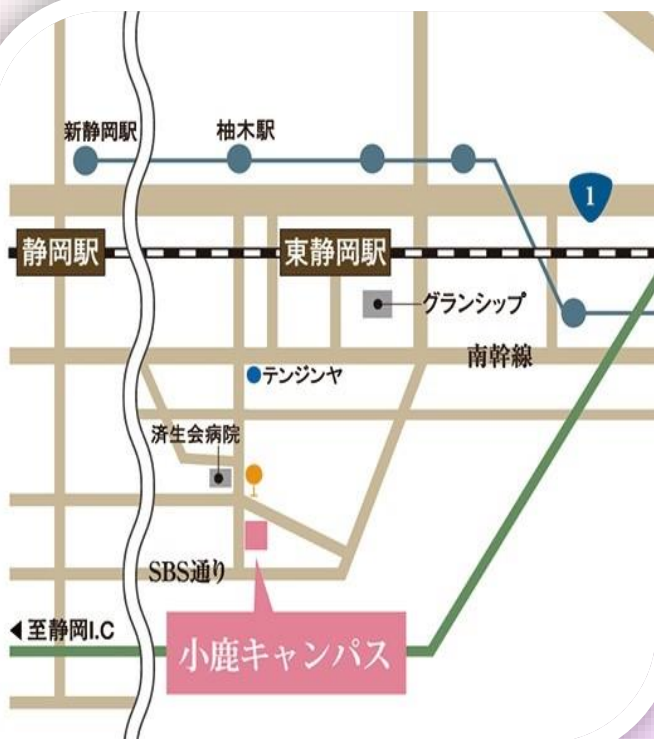 新静岡駅
柚木駅
1
静岡駅
東静岡駅
グランシップ
南幹線
テンジンヤ
済生会病院
SBS通り
至静岡I.C
小鹿キャンパス